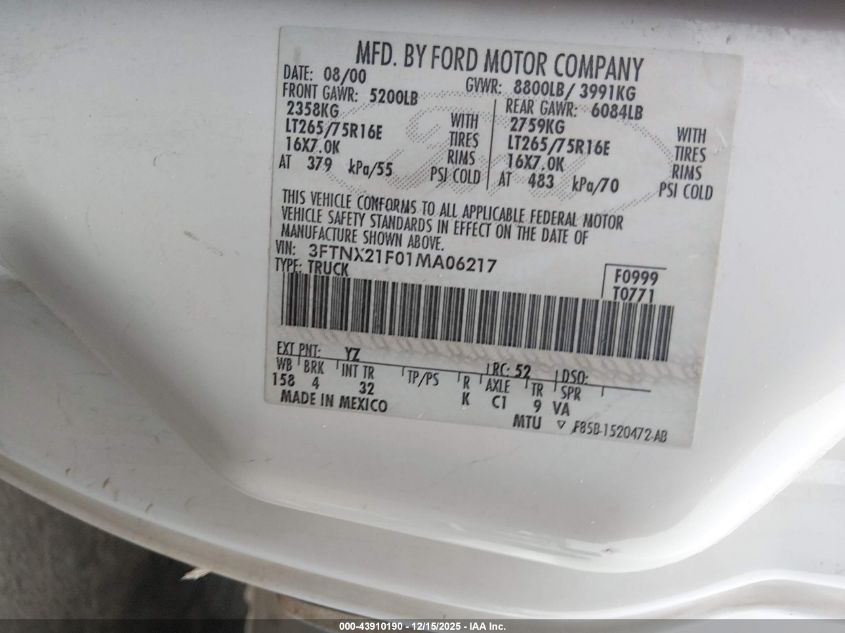 MFD. BY FORD MOTOR COMPANY
DATE: 08/00 GVWR: 8800LB/ 3991KG
FRONT GAWR: 5200LB REAR GAWR: 6084LB
2358KG WITH 2759KG WITH
LT265/75R16E TIRES LT265/75R16E TIRES
16X7.0K RIMS 16X7.0K RIMS
AT 379 kPa/55 PSI COLD AT 483 kPa/70 PSI COLD
THIS VEHICLE CONFORMS TO ALL APPLICABLE FEDERAL MOTOR
VEHICLE SAFETY STANDARDS IN EFFECT ON THE DATE OF
MANUFACTURE SHOWN ABOVE.
VIN: 3FTNX21F01MA06217
TYPE: TRUCK
F0999
T0771
EXT PNT: YZ RC: 52 DSO:
WB BRK INT TR TP/PS R AXLE TR SPR
158 4 32 K C1 9 VA
MADE IN MEXICO MTU ▽ F85B-1520472-AB
000-43910190 - 12/15/2025 - IAA Inc.